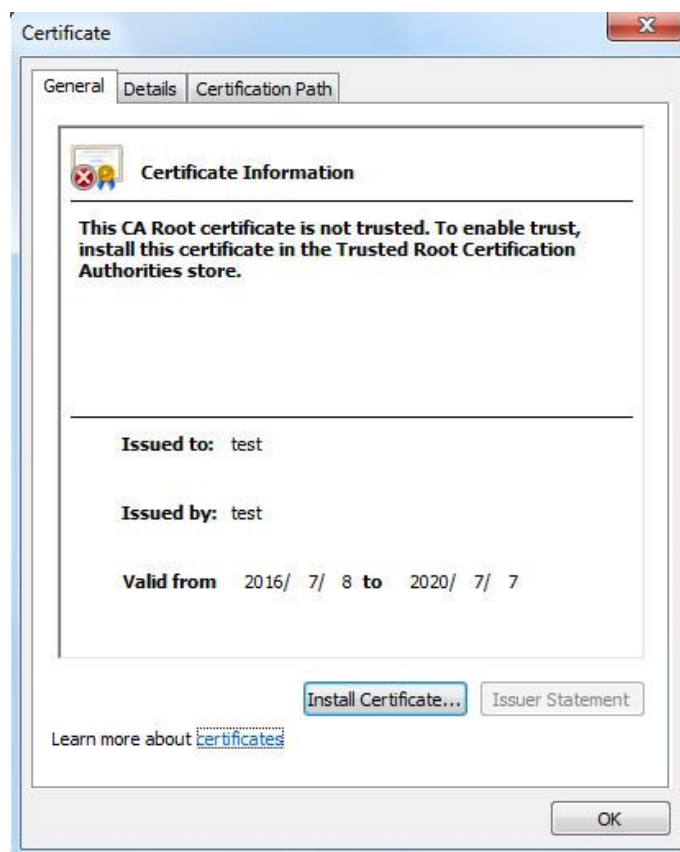 Certificate
General Details Certification Path
Certificate Information
This CA Root certificate is not trusted. To enable trust,
install this certificate in the Trusted Root Certification
Authorities store.
Issued to: test
Issued by: test
Valid from 2016/ 7/ 8 to 2020/ 7/ 7
Install Certificate... Issuer Statement
Learn more about certificates
OK